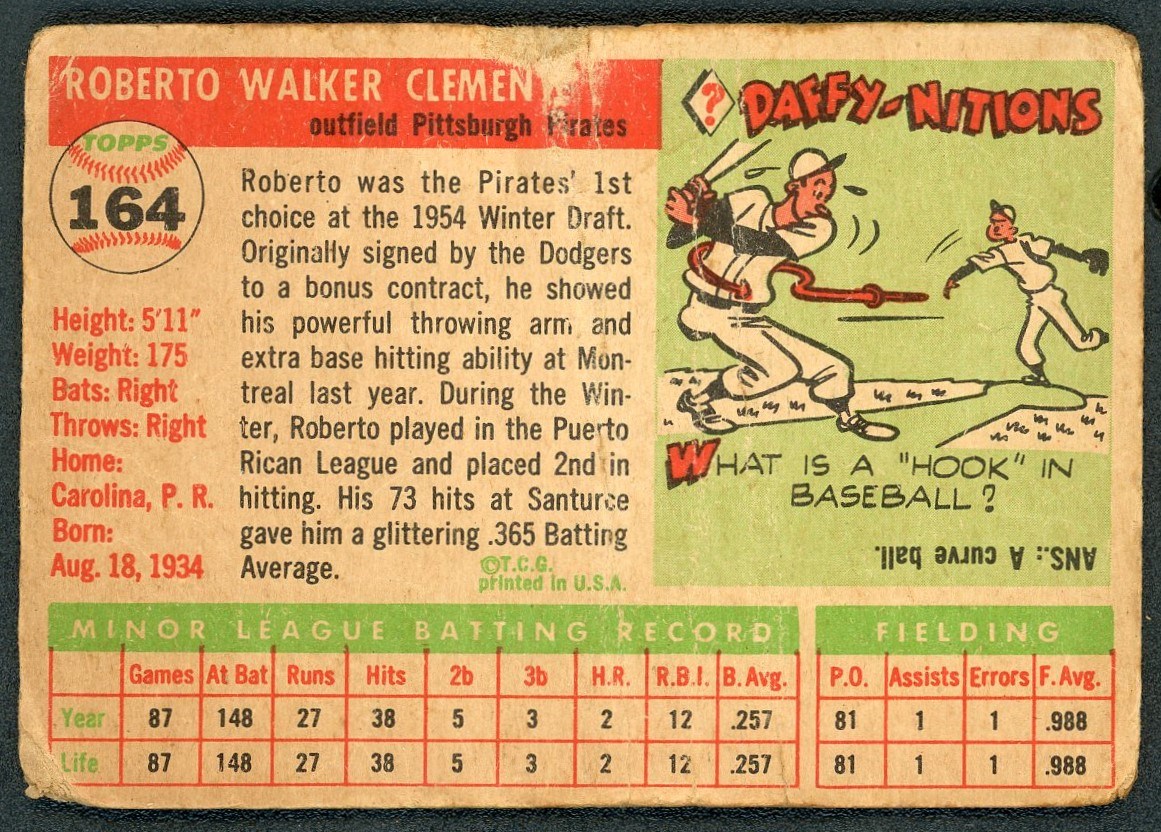 ROBERTO WALKER CLEMEN
outfield Pittsburgh Pirates
TOPPS
164
Height: 5'11"
Weight: 175
Bats: Right
Throws: Right
Home:
Carolina, P. R.
Born:
Aug. 18, 1934
Roberto was the Pirates' 1st
choice at the 1954 Winter Draft.
Originally signed by the Dodgers
to a bonus contract, he showed
his powerful throwing arm and
extra base hitting ability at Mon-
treal last year. During the Win-
ter, Roberto played in the Puerto
Rican League and placed 2nd in
hitting. His 73 hits at Santurce
gave him a glittering .365 Batting
Average.
©T.C.G.
printed in U.S.A.
? DAFFY-NITIONS
WHAT IS A "HOOK" IN
BASEBALL?
ANS.: A curve ball.
MINOR LEAGUE BATTING RECORD
Games At Bat Runs Hits 2b 3b H.R. R.B.I. B. Avg.
Year 87 148 27 38 5 3 2 12 .257
Life 87 148 27 38 5 3 2 12 .257
FIELDING
P.O. Assists Errors F. Avg.
81 1 1 .988
81 1 1 .988